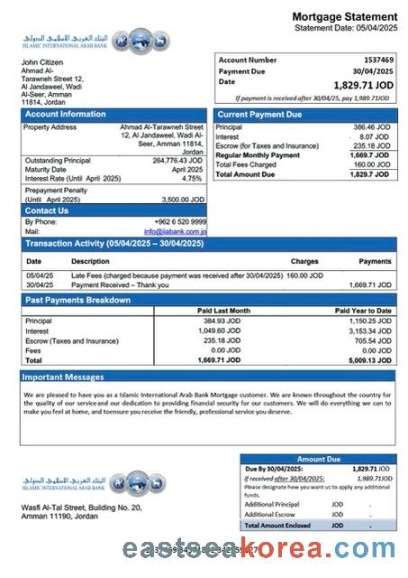 Mortgage Statement
Statement Date: 05/04/2025
البنك العربي الاسلامي الدولي
ISLAMIC INTERNATIONAL ARAB BANK
John Citizen
Ahmad Al-
Tarawneh Street 12,
Al Jandaweel, Wadi
Al-Seer, Amman
11814, Jordan
Account Number 1537469
Payment Due 30/04/2025
Date 1,829.71 JOD
If payment is received after 30/04/25, pay 1,989.71JOD
Account Information
Property Address Ahmad Al-Tarawneh Street
12, Al Jandaweel, Wadi Al-
Seer, Amman 11814,
Jordan
Outstanding Principal 264,776.43 JOD
Maturity Date April 2025
Interest Rate (Until April 2025) 4.75%
Prepayment Penalty
(Until April 2025) 3,500.00 JOD
Current Payment Due
Principal 386.46 JOD
Interest 8.07 JOD
Escrow (for Taxes and Insurance) 235.18 JOD
Regular Monthly Payment 1,669.7 JOD
Total Fees Charged 160.00 JOD
Total Amount Due 1,829.7 JOD
Contact Us
By Phone: +962 6 520 9999
Mail: info@iiabank.com.jo
Transaction Activity (05/04/2025 – 30/04/2025)
Date Description Charges Payments
05/04/25 Late Fees (charged because payment was received after 30/04/2025) 160.00 JOD
30/04/25 Payment Received – Thank you 1,669.71 JOD
Past Payments Breakdown
Paid Last Month Paid Year to Date
Principal 384.93 JOD 1,150.25 JOD
Interest 1,049.60 JOD 3,153.34 JOD
Escrow (Taxes and Insurance) 235.18 JOD 705.54 JOD
Fees 0.00 JOD 0.00 JOD
Total 1,669.71 JOD 5,009.13 JOD
Important Messages
We are pleased to have you as a Islamic International Arab Bank Mortgage customer. We are known throughout the country for
the quality of our serviceand our dedication to providing financial security for our customers. We will do everything we can to
make you feel at home, and toensure you receive the friendly, professional service you deserve.
البنك العربي الاسلامي الدولي
ISLAMIC INTERNATIONAL ARAB BANK
Wasfi Al-Tal Street, Building No. 20,
Amman 11190, Jordan
Amount Due
Due By 30/04/2025: 1,829.71 JOD
If received after 30/04/2025: 1,989.71JOD
Please designate how you want us to apply any additional
funds.
Additional Principal JOD -
Additional Escrow JOD -
Total Amount Enclosed JOD -
eastseakorea.com